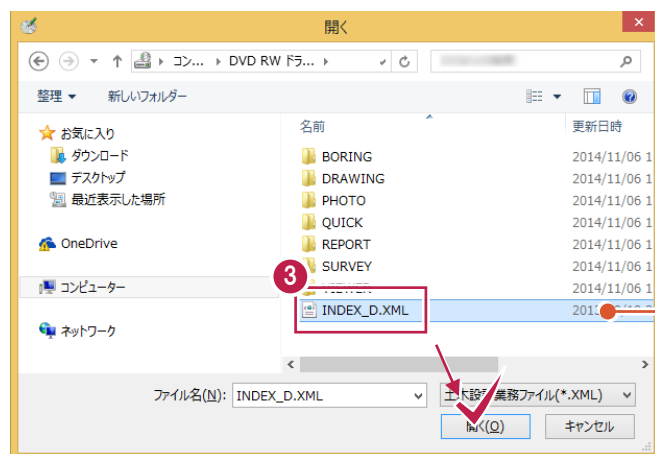 開く
コン... DVD RW ドラ...
整理 新しいフォルダー
名前 更新日時
お気に入り
ダウンロード
デスクトップ
最近表示した場所
OneDrive
コンピューター
ネットワーク
BORING 2014/11/06 1
DRAWING 2014/11/06 1
PHOTO 2014/11/06 1
QUICK 2014/11/06 1
REPORT 2014/11/06 1
SURVEY 2014/11/06 1
VIEWER 2014/11/06 1
3
INDEX_D.XML
ファイル名(N): INDEX_D.XML
土木設計業務ファイル(*.XML)
開く(O) キャンセル